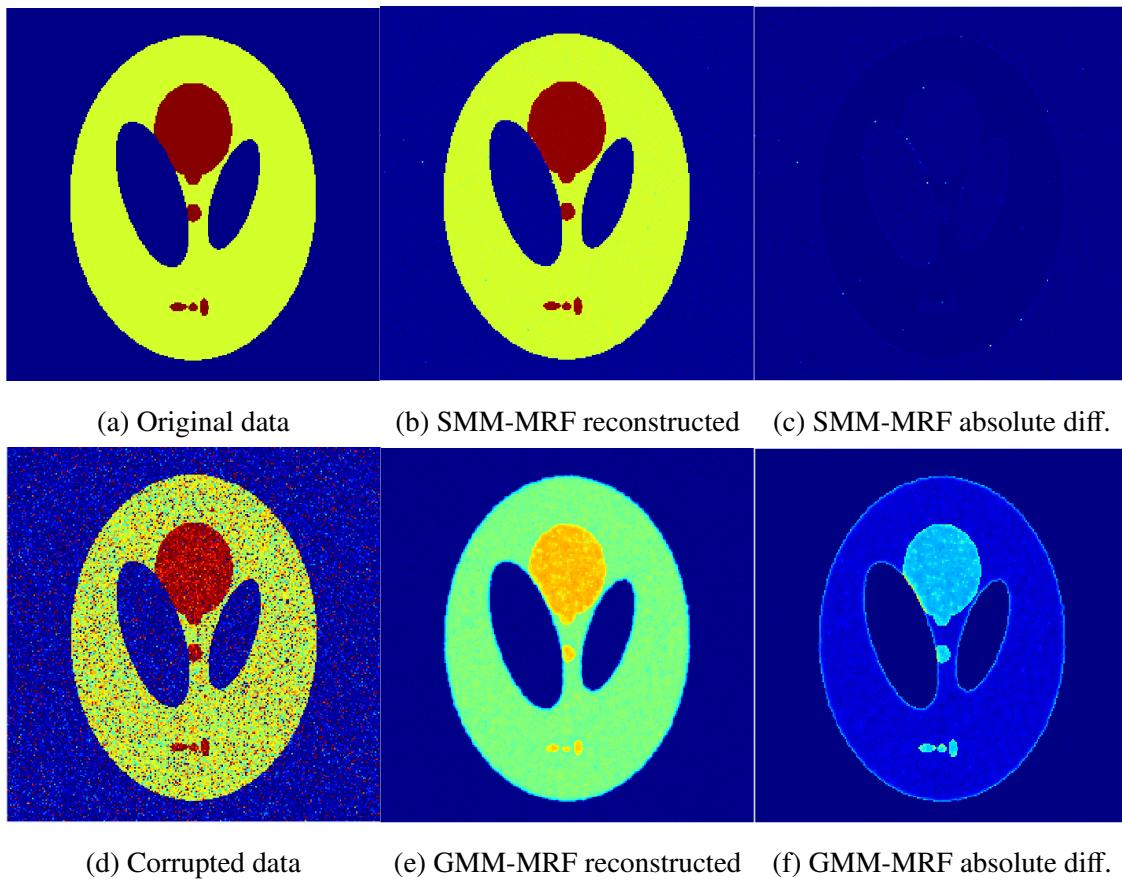 (a) Original data
(b) SMM-MRF reconstructed
(c) SMM-MRF absolute diff.
(d) Corrupted data
(e) GMM-MRF reconstructed
(f) GMM-MRF absolute diff.